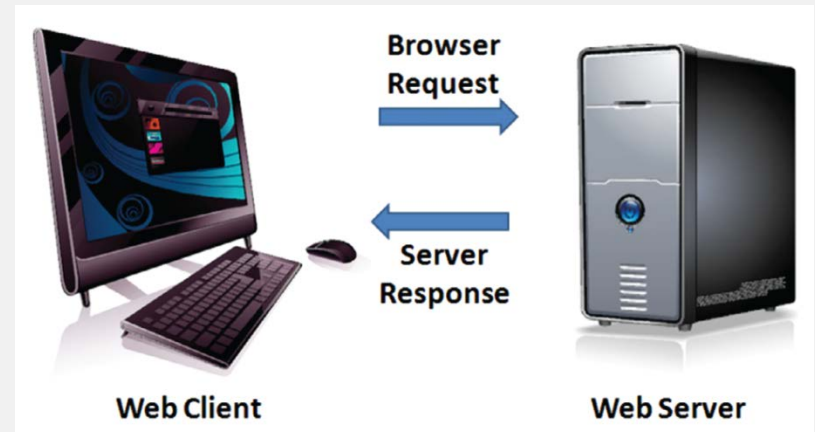 Browser
Request
Server
Response
Web Client
Web Server